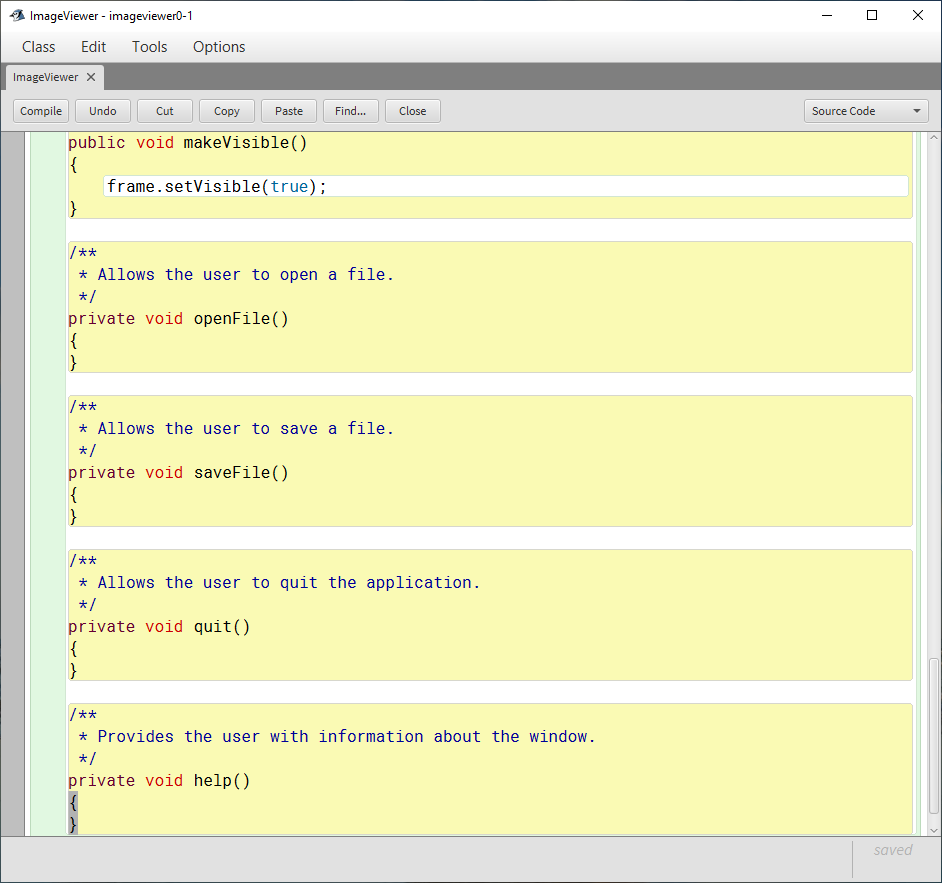 ImageViewer - imageviewer0-1
Class Edit Tools Options
ImageViewer
Compile Undo Cut Copy Paste Find... Close Source Code
public void makeVisible()
{
    frame.setVisible(true);
}
/**
 * Allows the user to open a file.
 */
private void openFile()
{
}
/**
 * Allows the user to save a file.
 */
private void saveFile()
{
}
/**
 * Allows the user to quit the application.
 */
private void quit()
{
}
/**
 * Provides the user with information about the window.
 */
private void help()
{
}
saved